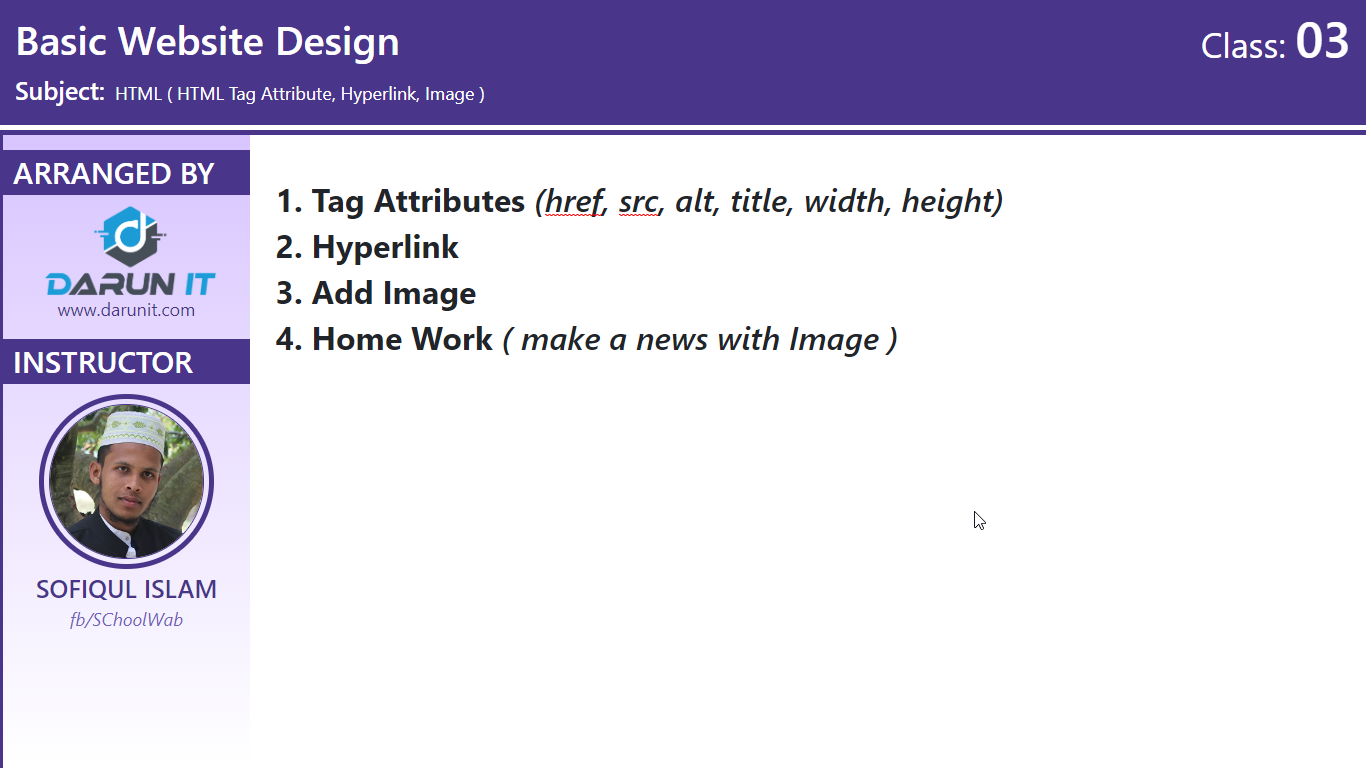 Basic Website Design
Class: 03
Subject: HTML ( HTML Tag Attribute, Hyperlink, Image )
ARRANGED BY
DARUN IT
www.darunit.com
INSTRUCTOR
SOFIQUL ISLAM
fb/SChoolWab
1. Tag Attributes (href, src, alt, title, width, height)
2. Hyperlink
3. Add Image
4. Home Work ( make a news with Image )